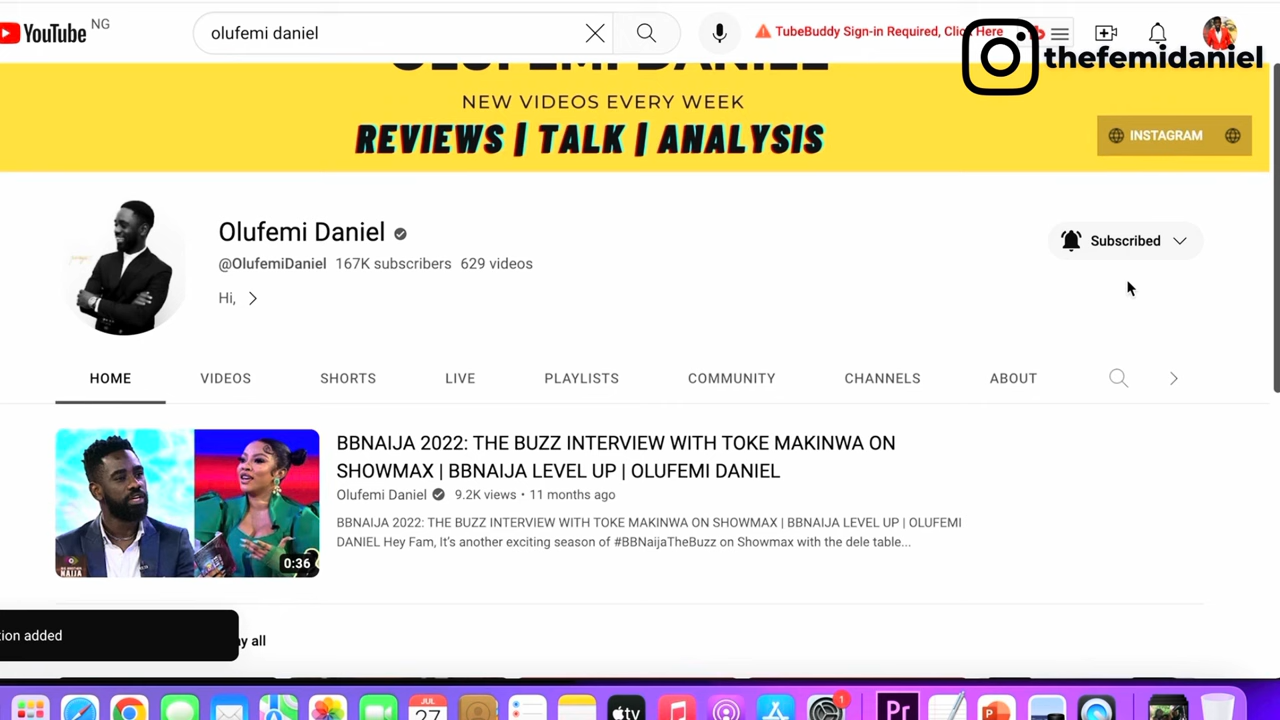 YouTube NG
olufemi daniel
TubeBuddy Sign-in Required, Click Here
thefemidaniel
OLUFEMI DANIEL
NEW VIDEOS EVERY WEEK
REVIEWS | TALK | ANALYSIS
INSTAGRAM
Olufemi Daniel
@OlufemiDaniel 167K subscribers 629 videos
Hi,
Subscribed
HOME VIDEOS SHORTS LIVE PLAYLISTS COMMUNITY CHANNELS ABOUT
BBNAIJA 2022: THE BUZZ INTERVIEW WITH TOKE MAKINWA ON
SHOWMAX | BBNAIJA LEVEL UP | OLUFEMI DANIEL
Olufemi Daniel 9.2K views • 11 months ago
BBNAIJA 2022: THE BUZZ INTERVIEW WITH TOKE MAKINWA ON SHOWMAX | BBNAIJA LEVEL UP | OLUFEMI
DANIEL Hey Fam, It's another exciting season of #BBNaijaTheBuzz on Showmax with the dele table...
0:36
tion added
ay all
JUL
27
tv
1
Pr
P